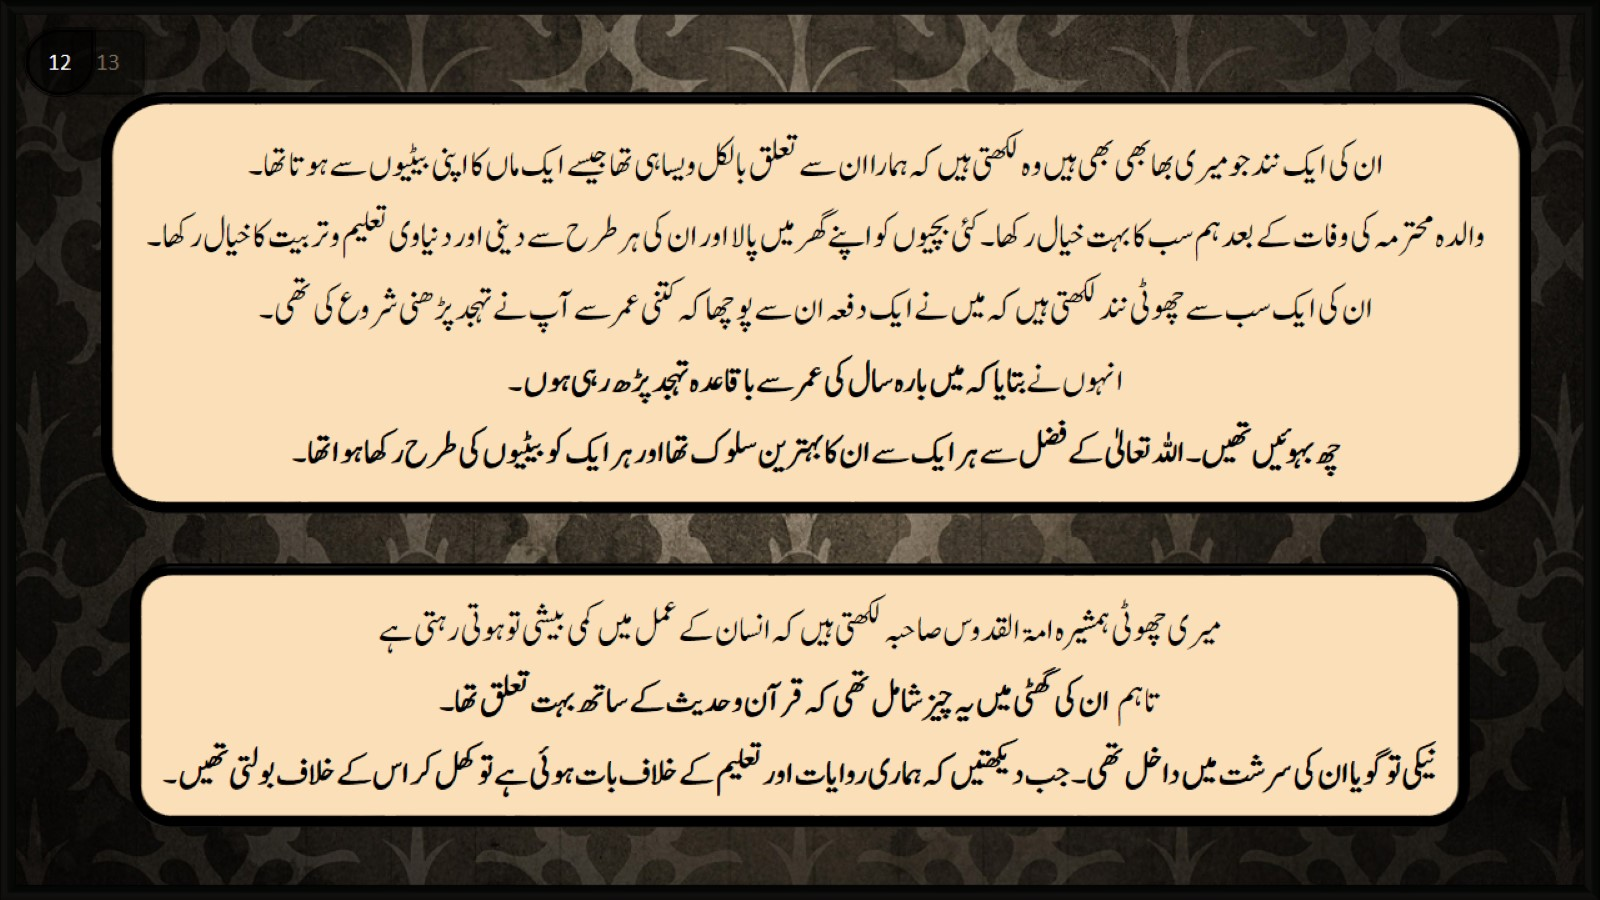 12 13
ان کی ایک نند جو میری بھابھی بھی ہیں وہ لکھتی ہیں کہ ہمارا ان سے تعلق بالکل ویسا ہی تھا جیسے ایک ماں کا اپنی بیٹیوں سے ہوتا تھا۔
والدہ محترمہ کی وفات کے بعد ہم سب کا بہت خیال رکھا۔ کئی بچیوں کو اپنے گھر میں پالا اور ان کی ہر طرح سے دینی اور دنیاوی تعلیم و تربیت کا خیال رکھا۔
ان کی ایک سب سے چھوٹی نند لکھتی ہیں کہ میں نے ایک دفعہ ان سے پوچھا کہ کتنی عمر سے آپ نے تہجد پڑھنی شروع کی تھی۔
انہوں نے بتایا کہ میں بارہ سال کی عمر سے باقاعدہ تہجد پڑھ رہی ہوں۔
چھ بہوئیں تھیں۔ اللہ تعالیٰ کے فضل سے ہر ایک سے ان کا بہترین سلوک تھا اور ہر ایک کو بیٹیوں کی طرح رکھا ہوا تھا۔
میری چھوٹی ہمشیرہ امۃ القدوس صاحبہ لکھتی ہیں کہ انسان کے عمل میں کمی بیشی تو ہوتی رہتی ہے
تاہم ان کی گھٹی میں یہ چیز شامل تھی کہ قرآن و حدیث کے ساتھ بہت تعلق تھا۔
نیکی تو گویا ان کی سرشت میں داخل تھی۔ جب دیکھتیں کہ ہماری روایات اور تعلیم کے خلاف بات ہوئی ہے تو کھل کر اس کے خلاف بولتی تھیں۔